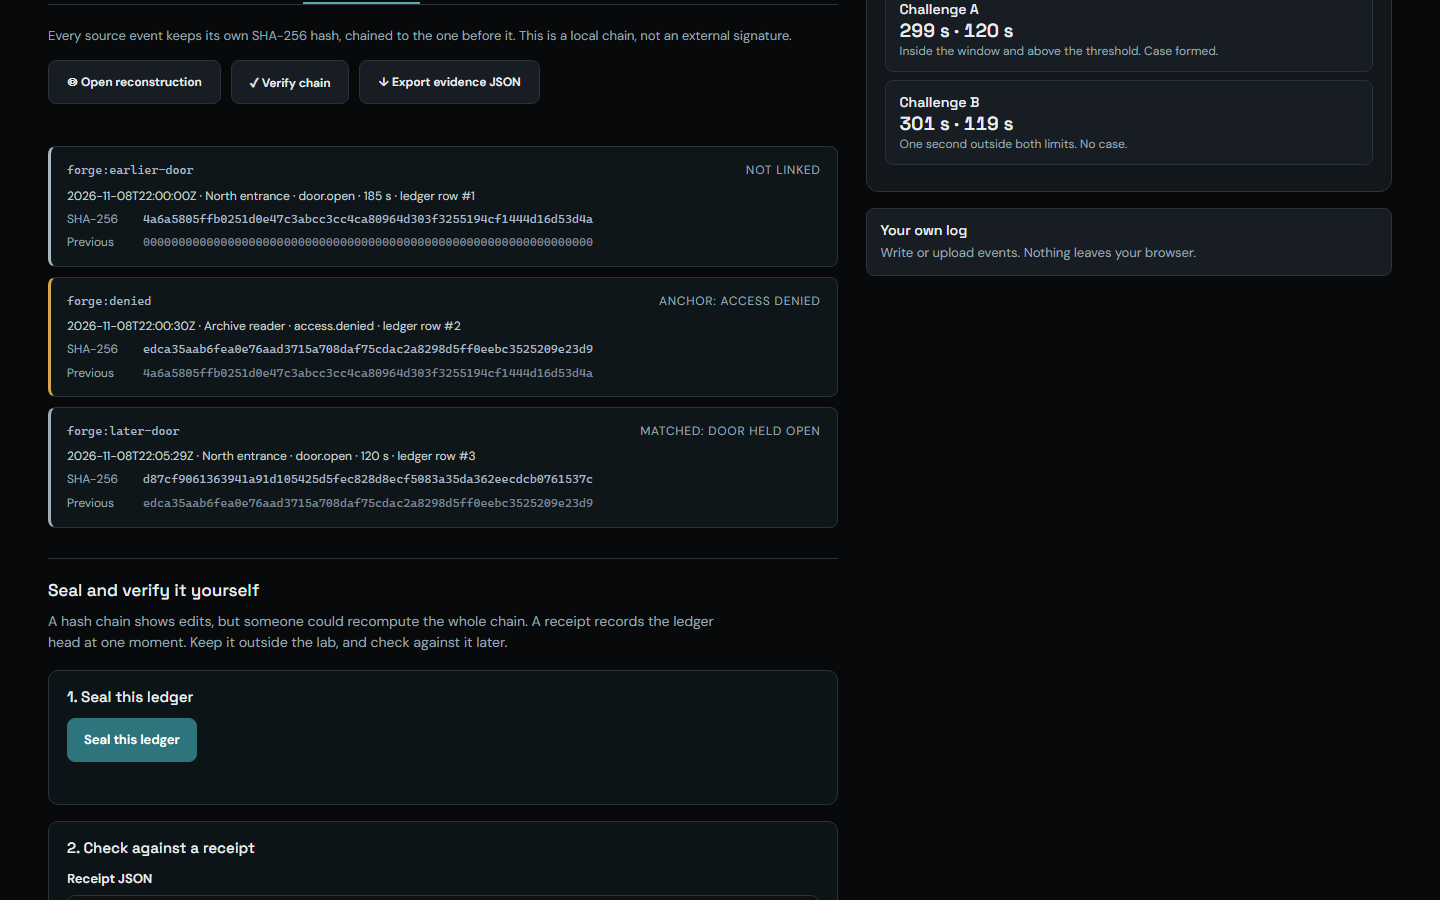 Every source event keeps its own SHA-256 hash, chained to the one before it. This is a local chain, not an external signature.
Open reconstruction
✓ Verify chain
↓ Export evidence JSON
forge:earlier-door
NOT LINKED
2026-11-08T22:00:00Z · North entrance · door.open · 185 s · ledger row #1
SHA-256 4a6a5805ffb0251d0e47c3abcc3cc4ca80964d303f3255194cf1444d16d53d4a
Previous 0000000000000000000000000000000000000000000000000000000000000000
forge:denied
ANCHOR: ACCESS DENIED
2026-11-08T22:00:30Z · Archive reader · access.denied · ledger row #2
SHA-256 edca35aab6fea0e76aad3715a708daf75cdac2a8298d5ff0eebc3525209e23d9
Previous 4a6a5805ffb0251d0e47c3abcc3cc4ca80964d303f3255194cf1444d16d53d4a
forge:later-door
MATCHED: DOOR HELD OPEN
2026-11-08T22:05:29Z · North entrance · door.open · 120 s · ledger row #3
SHA-256 d87cf9061363941a91d105425d5fec828d8ecf5083a35da362eecdcb0761537c
Previous edca35aab6fea0e76aad3715a708daf75cdac2a8298d5ff0eebc3525209e23d9
Seal and verify it yourself
A hash chain shows edits, but someone could recompute the whole chain. A receipt records the ledger
head at one moment. Keep it outside the lab, and check against it later.
1. Seal this ledger
Seal this ledger
2. Check against a receipt
Receipt JSON
Challenge A
299 s · 120 s
Inside the window and above the threshold. Case formed.
Challenge B
301 s · 119 s
One second outside both limits. No case.
Your own log
Write or upload events. Nothing leaves your browser.